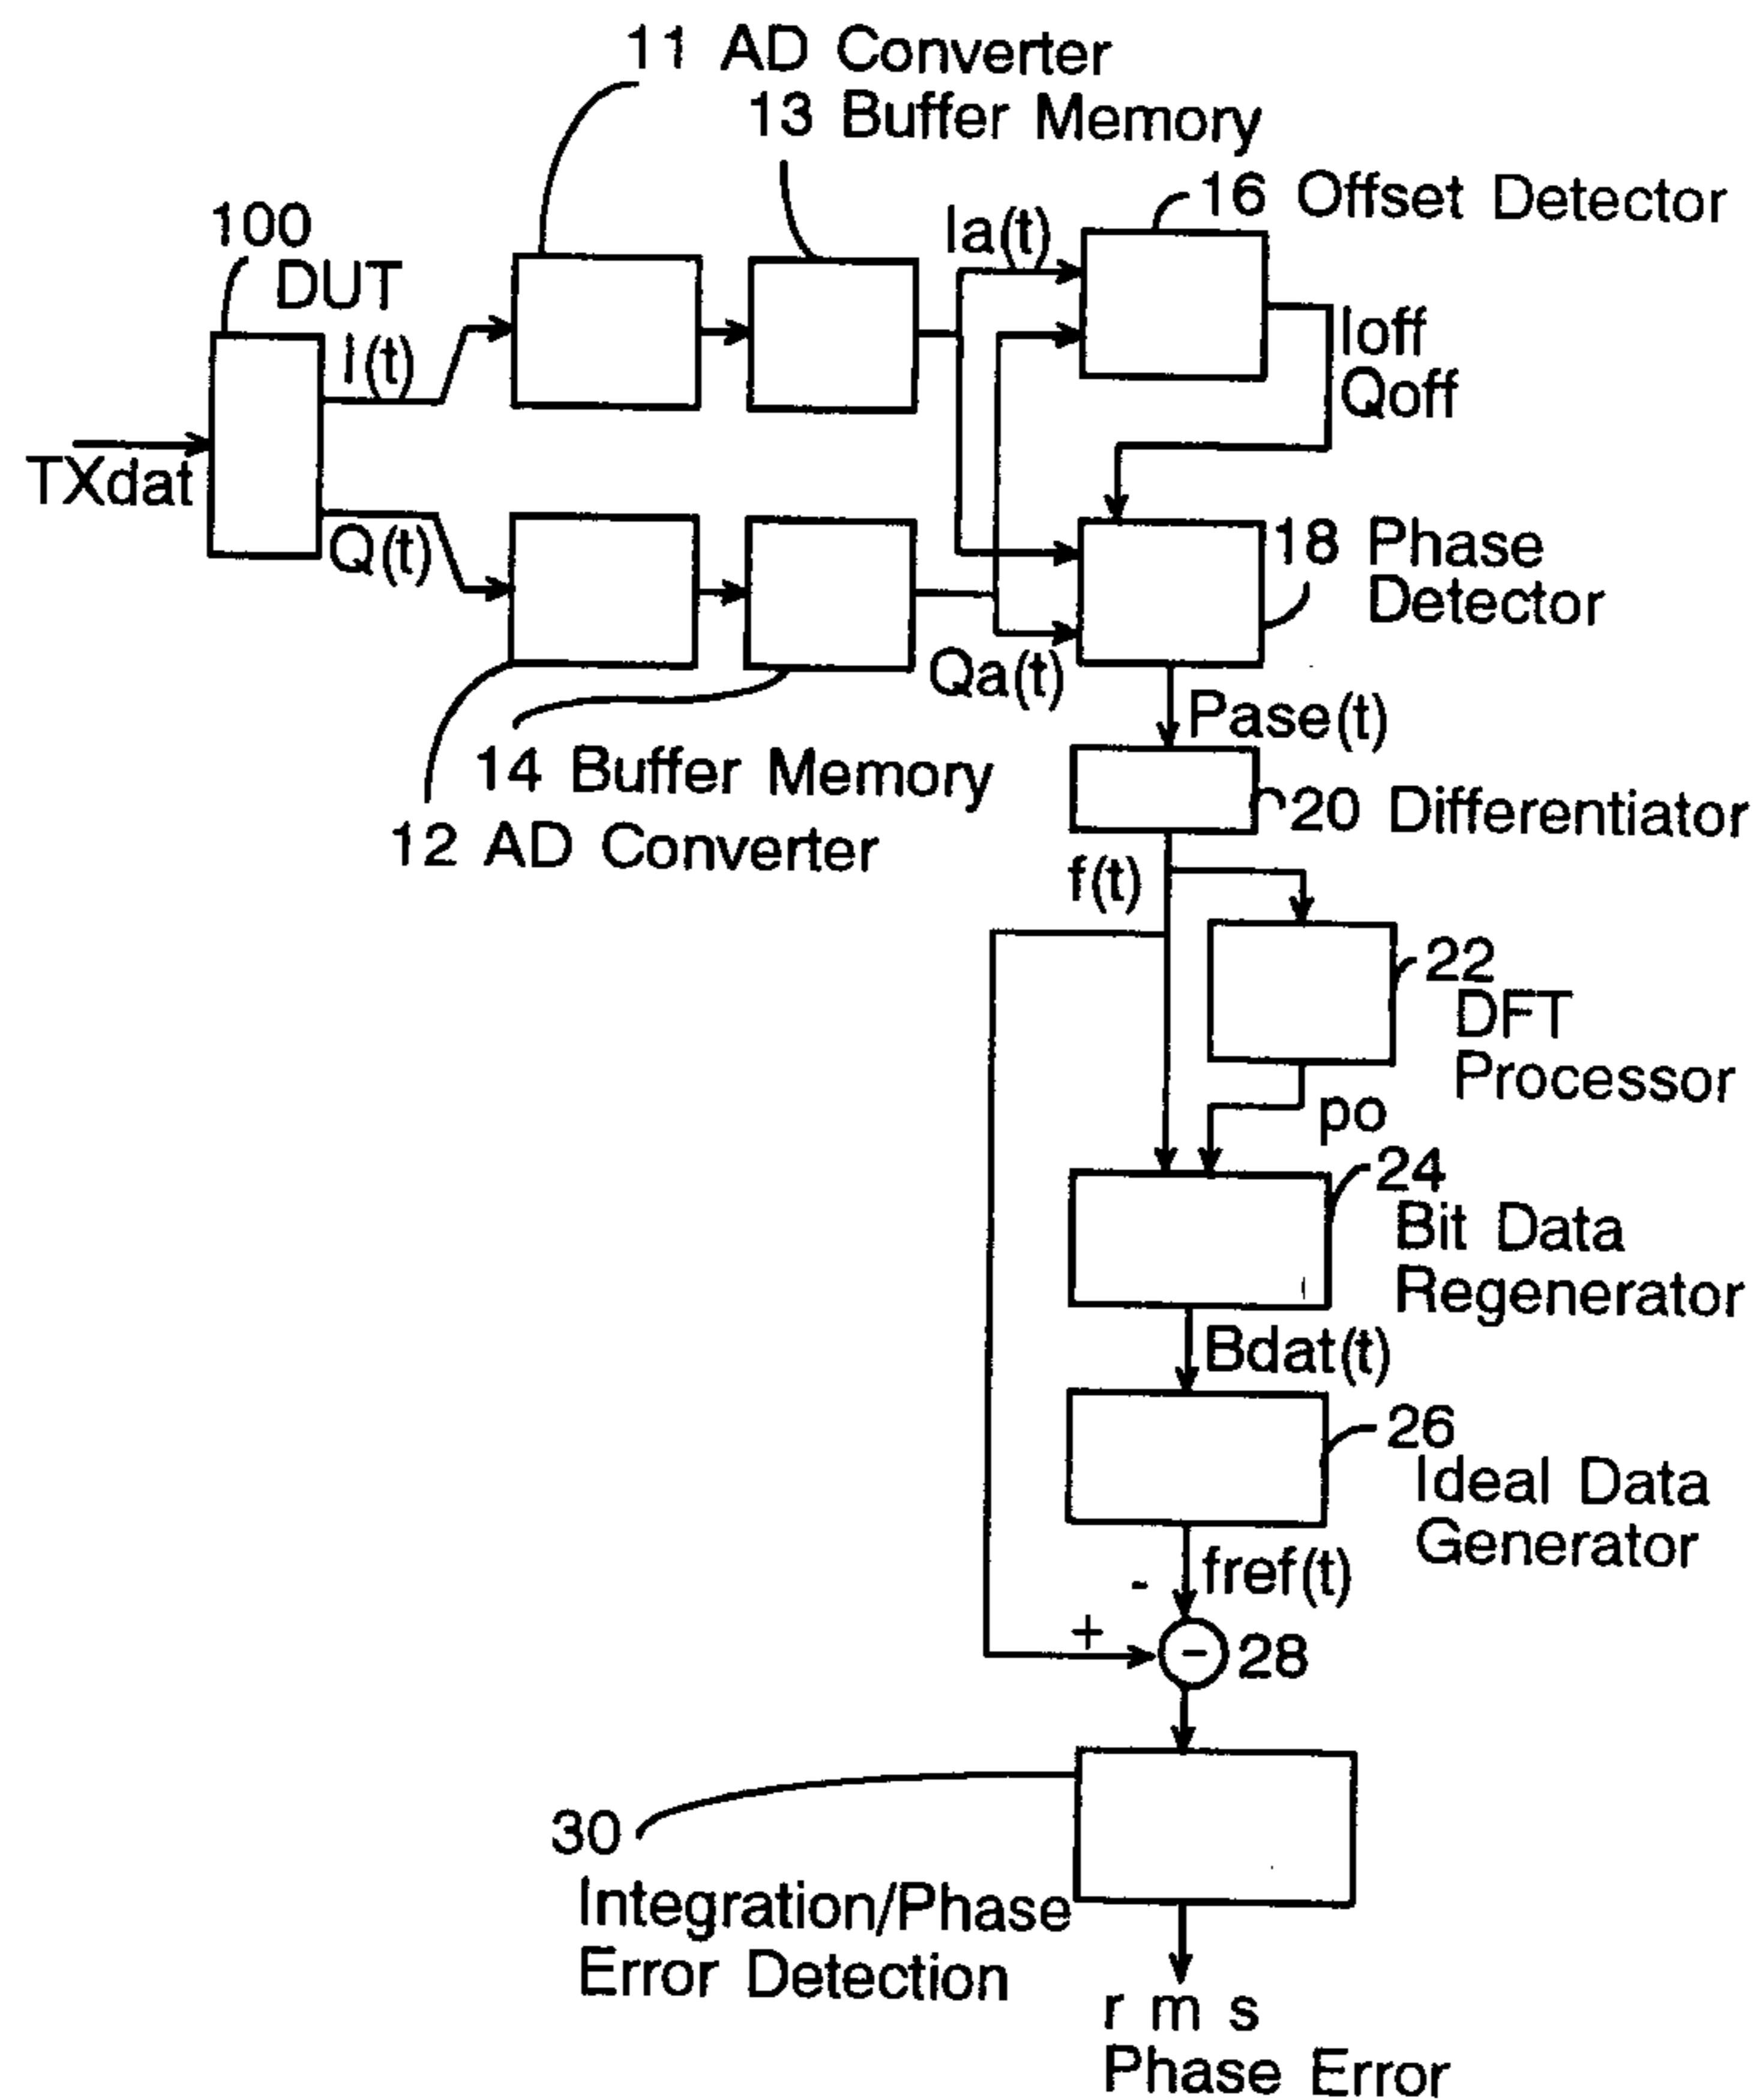 11 AD Converter
13 Buffer Memory
16 Offset Detector
100
DUT
Ia(t)
I(t)
Ioff
Qoff
TXdat
Q(t)
18 Phase
Detector
Qa(t)
Pase(t)
14 Buffer Memory
12 AD Converter
20 Differentiator
f(t)
22
DFT
Processor
po
24
Bit Data
Regenerator
Bdat(t)
26
Ideal Data
Generator
- fref(t)
+
- 28
30
Integration/Phase
Error Detection
r m s
Phase Error